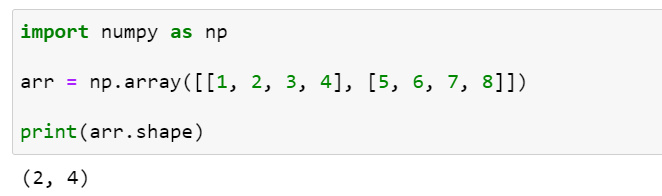 import numpy as np
arr = np.array([[1, 2, 3, 4], [5, 6, 7, 8]])
print(arr.shape)
(2, 4)